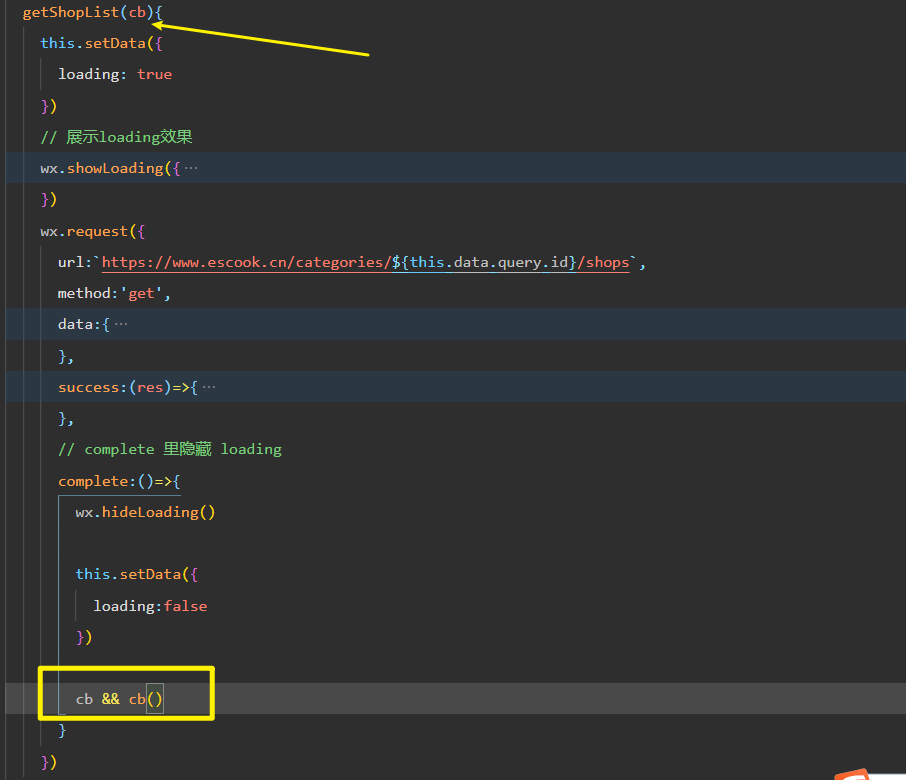 getShopList(cb){
this.setData({
loading: true
})
// 展示loading效果
wx.showLoading({ ···
})
wx.request({
url:`https://www.escook.cn/categories/${this.data.query.id}/shops`,
method:'get',
data:{ ···
},
success:(res)=>{ ···
},
// complete 里隐藏 loading
complete:()=>{
wx.hideLoading()
this.setData({
loading:false
})
cb && cb()
}
})